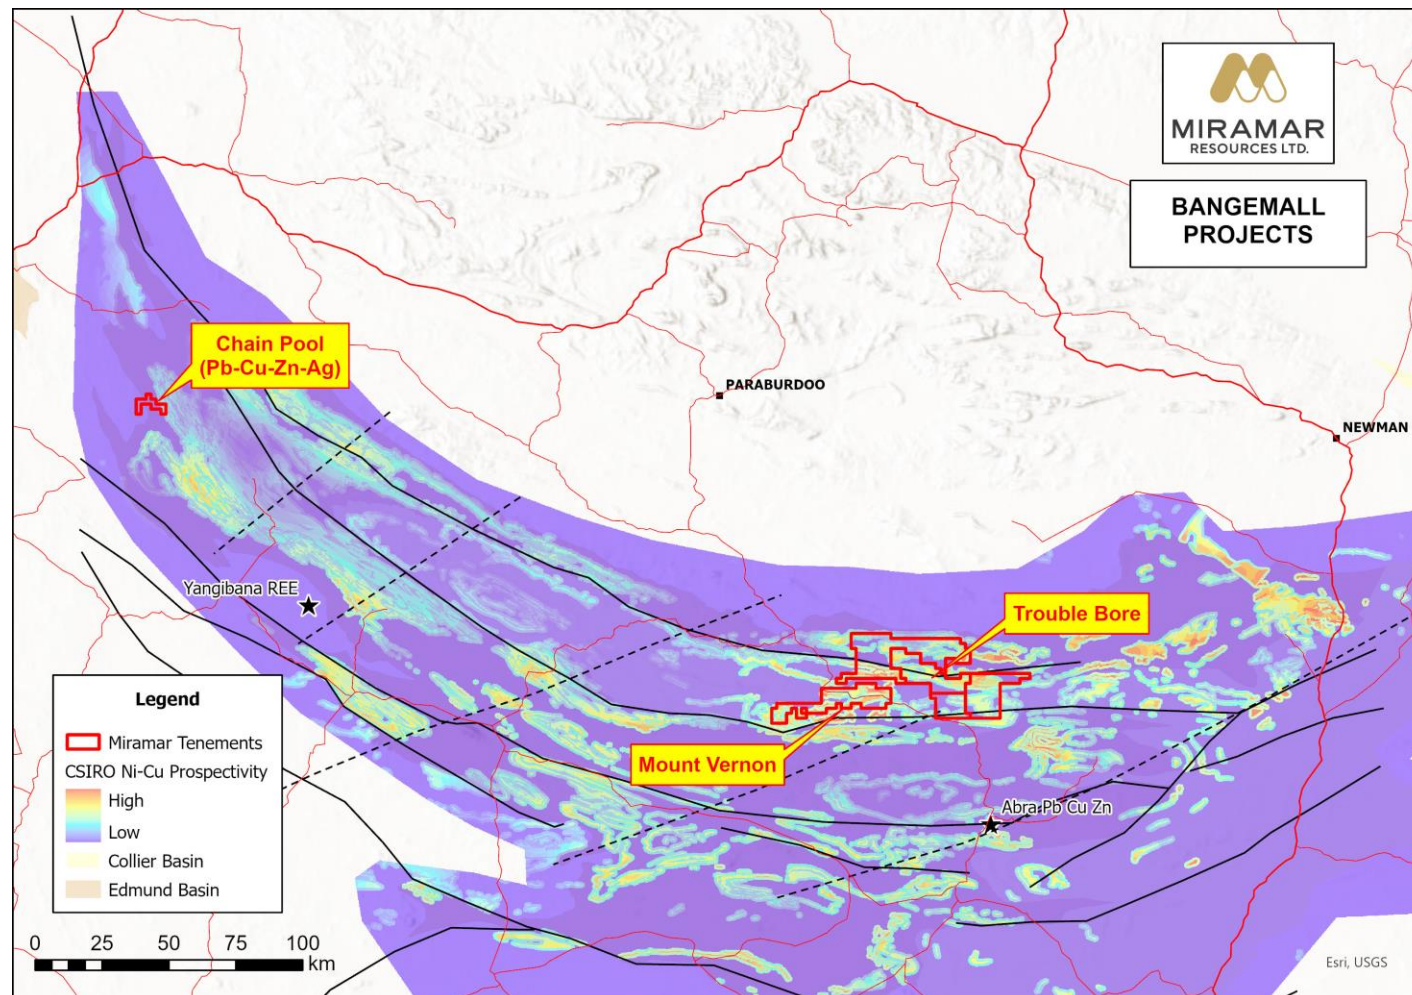 MIRAMAR
RESOURCES LTD.
BANGEMALL
PROJECTS
Chain Pool
(Pb-Cu-Zn-Ag)
PARABURDOO
NEWMAN
Yangibana REE
Trouble Bore
Mount Vernon
Abra Pb Cu Zn
Legend
Miramar Tenements
CSIRO Ni-Cu Prospectivity
High
Low
Collier Basin
Edmund Basin
0 25 50 75 100
km
Esri, USGS